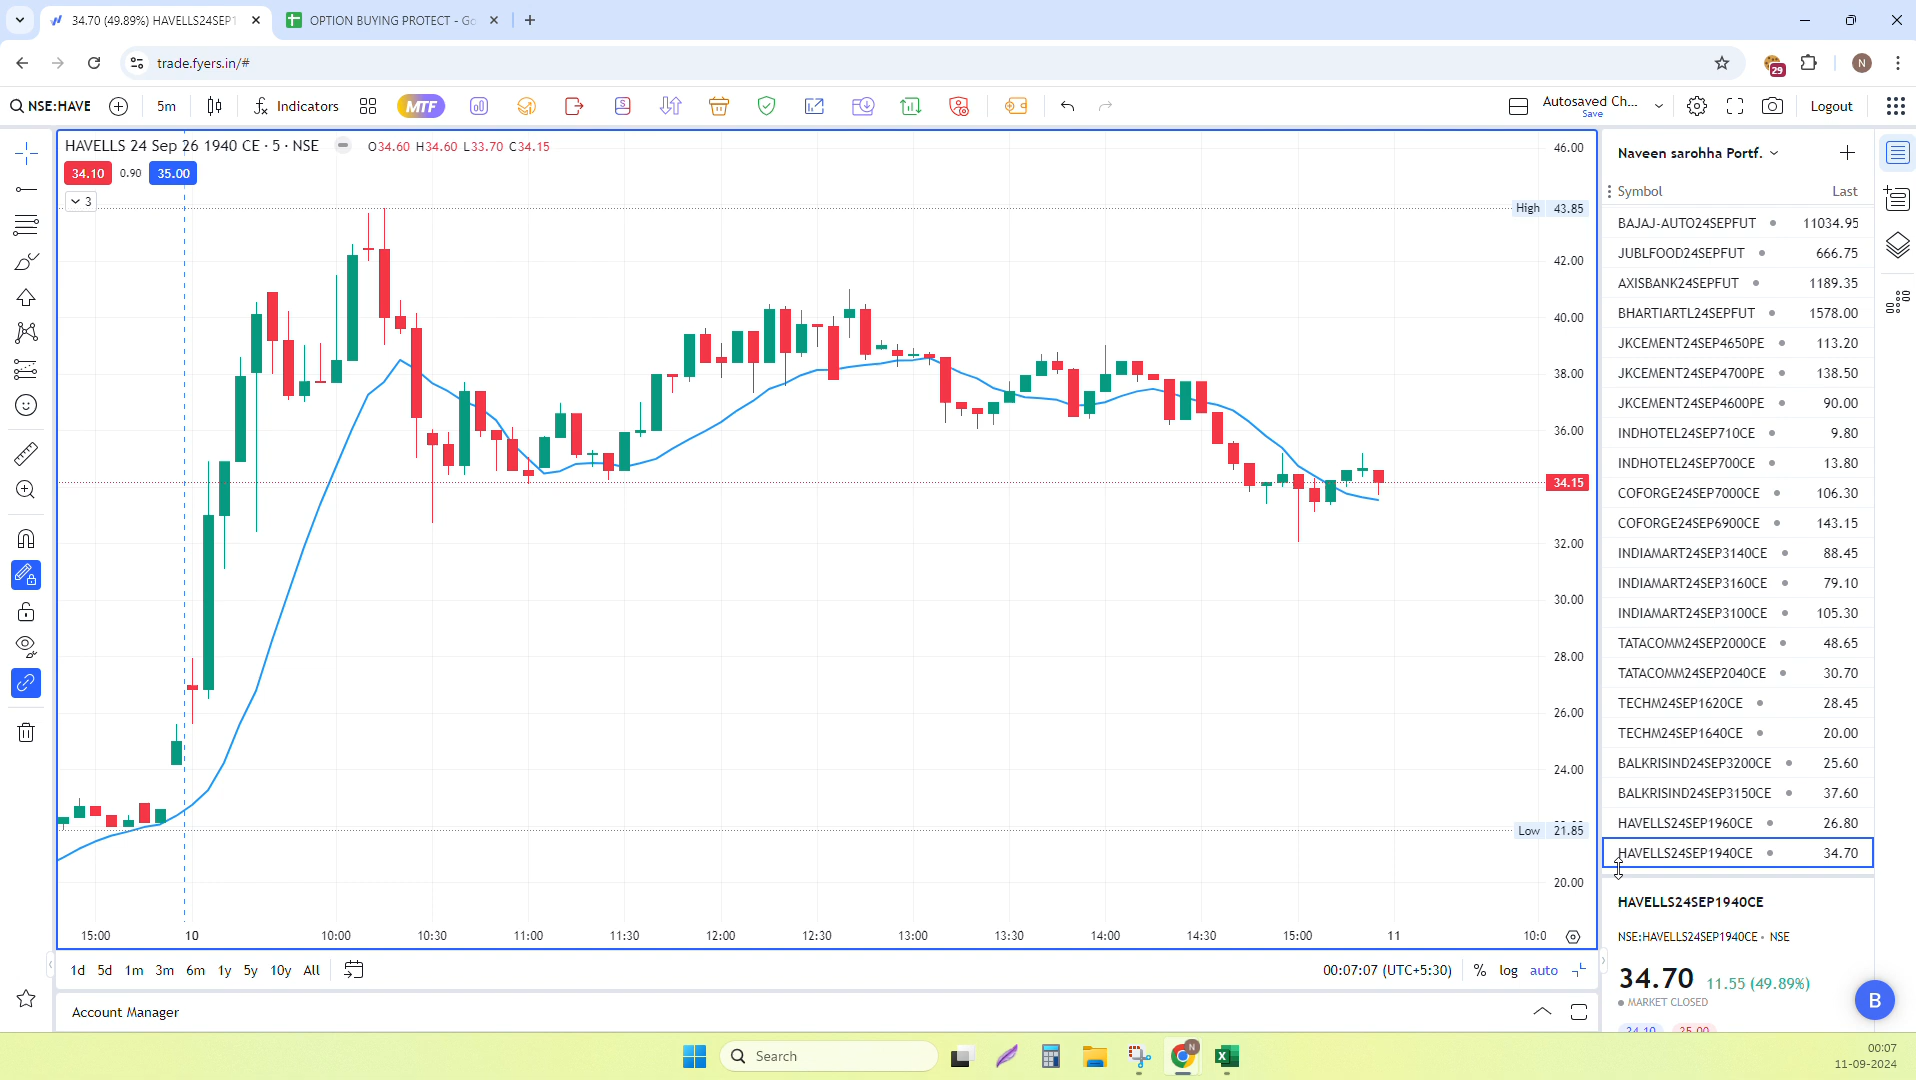 34.70 (49.89%) HAVELLS24SEP1
OPTION BUYING PROTECT - Go
trade.fyers.in/#
29
N
NSE:HAVE
5m
Indicators
MTF
S
Autosaved Ch...
Save
Logout
HAVELLS 24 Sep 26 1940 CE · 5 · NSE
O34.60 H34.60 L33.70 C34.15
34.10
0.90
35.00
3
46.00
High 43.85
42.00
40.00
38.00
36.00
34.15
32.00
30.00
28.00
26.00
24.00
Low 21.85
20.00
15:00
10
10:00
10:30
11:00
11:30
12:00
12:30
13:00
13:30
14:00
14:30
15:00
11
10:0
1d 5d 1m 3m 6m 1y 5y 10y All
00:07:07 (UTC+5:30)
% log auto
Account Manager
Naveen sarohha Portf.
Symbol Last
BAJAJ-AUTO24SEPFUT 11034.95
JUBLFOOD24SEPFUT 666.75
AXISBANK24SEPFUT 1189.35
BHARTIARTL24SEPFUT 1578.00
JKCEMENT24SEP4650PE 113.20
JKCEMENT24SEP4700PE 138.50
JKCEMENT24SEP4600PE 90.00
INDHOTEL24SEP710CE 9.80
INDHOTEL24SEP700CE 13.80
COFORGE24SEP7000CE 106.30
COFORGE24SEP6900CE 143.15
INDIAMART24SEP3140CE 88.45
INDIAMART24SEP3160CE 79.10
INDIAMART24SEP3100CE 105.30
TATACOMM24SEP2000CE 48.65
TATACOMM24SEP2040CE 30.70
TECHM24SEP1620CE 28.45
TECHM24SEP1640CE 20.00
BALKRISIND24SEP3200CE 25.60
BALKRISIND24SEP3150CE 37.60
HAVELLS24SEP1960CE 26.80
HAVELLS24SEP1940CE 34.70
HAVELLS24SEP1940CE
NSE:HAVELLS24SEP1940CE • NSE
34.70 11.55 (49.89%)
MARKET CLOSED
B
Search
N
00:07
11-09-2024